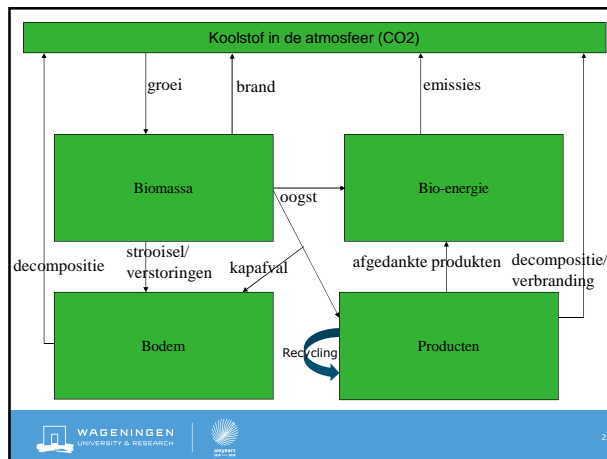 Koolstof in de atmosfeer (CO2)
groei
brand
emissies
Biomassa
Bio-energie
oogst
decompositie
strooisel/
verstoringen
kapafval
afgedankte produkten
decompositie/
verbranding
Bodem
Recycling
Producten
WAGENINGEN
UNIVERSITY & RESEARCH
2